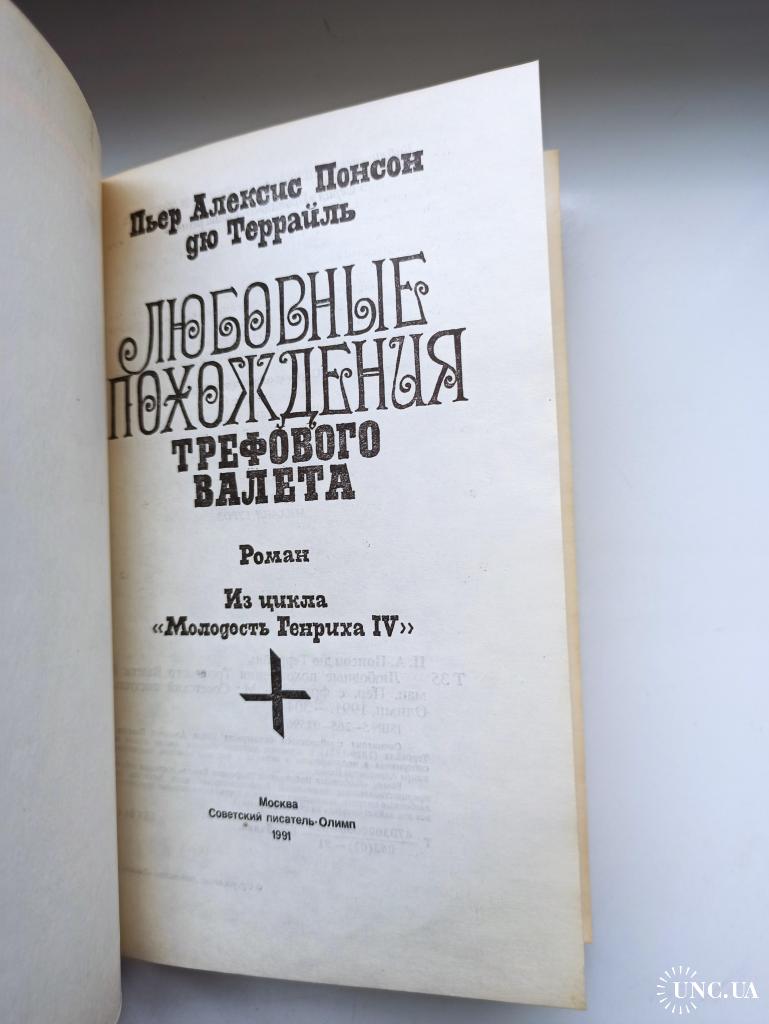 Пьер Алексис Понсон
дю Террайль
ЛЮБОВНЫЕ
ПОХОЖДЕНИЯ
ТРЕФОВОГО
ВАЛЕТА
Роман
Из цикла
«Молодость Генриха IV»
Москва
Советский писатель-Олимп
1991
UNC.UA